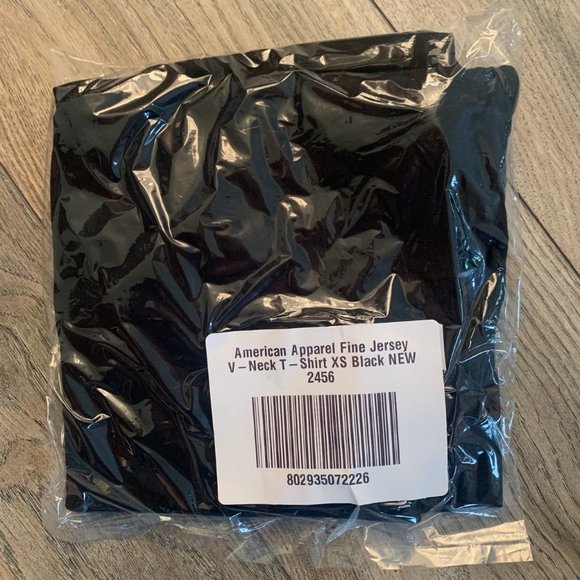 American Apparel Fine Jersey
V-Neck T-Shirt XS Black NEW
2456
802935072226